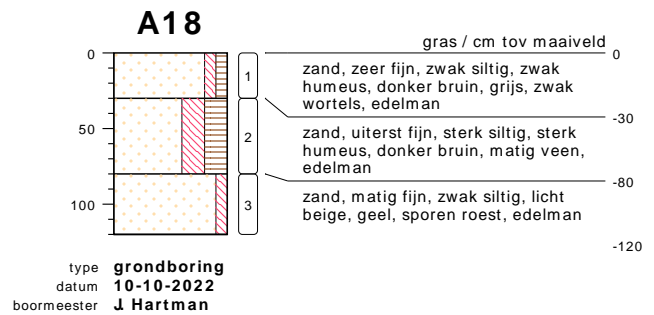 A18
gras / cm tov maaiveld
0
0
1
zand, zeer fijn, zwak siltig, zwak
humeus, donker bruin, grijs, zwak
wortels, edelman
-30
50
2
zand, uiterst fijn, sterk siltig, sterk
humeus, donker bruin, matig veen,
edelman
-80
100
3
zand, matig fijn, zwak siltig, licht
beige, geel, sporen roest, edelman
-120
type grondboring
datum 10-10-2022
boormeester J. Hartman